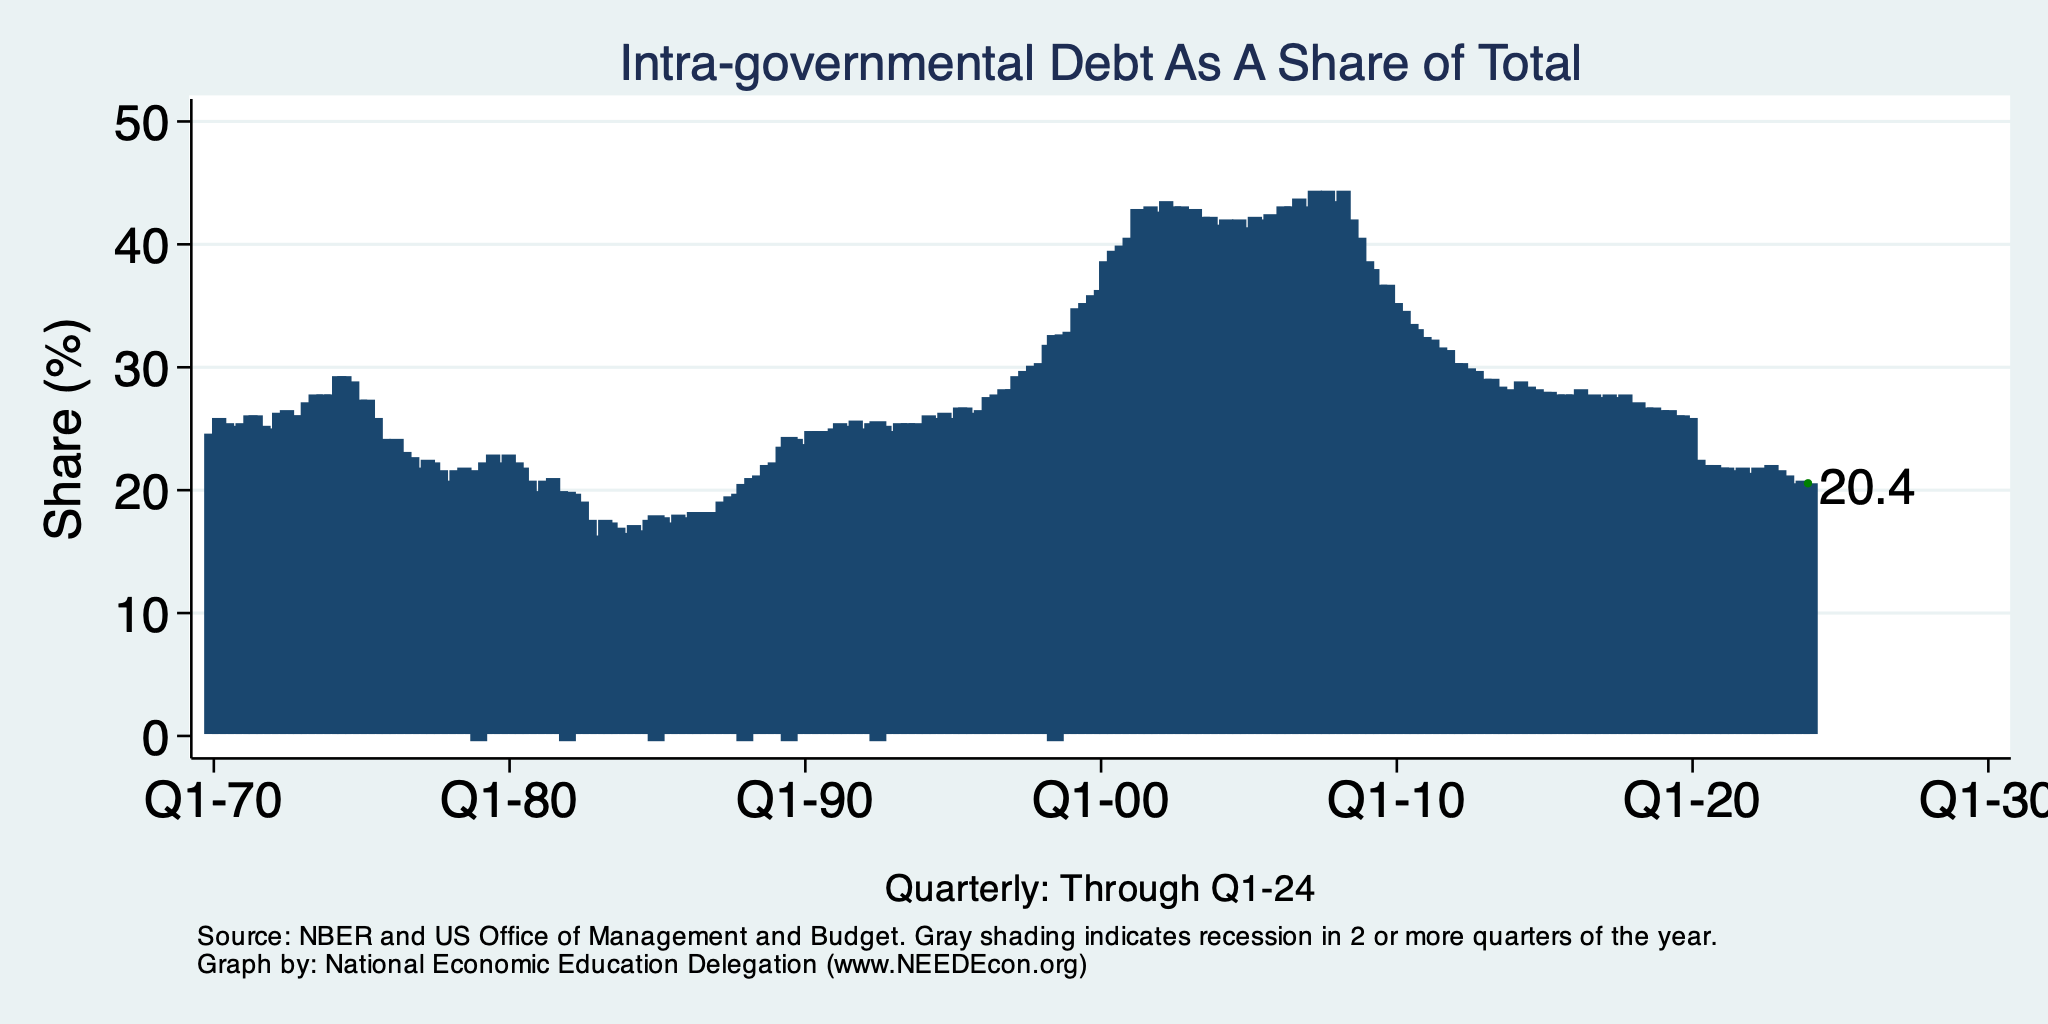 Intra-governmental Debt As A Share of Total
Share (%)
50
40
30
20
10
0
20.4
Q1-70 Q1-80 Q1-90 Q1-00 Q1-10 Q1-20 Q1-30
Quarterly: Through Q1-24
Source: NBER and US Office of Management and Budget. Gray shading indicates recession in 2 or more quarters of the year.
Graph by: National Economic Education Delegation (www.NEEDEcon.org)